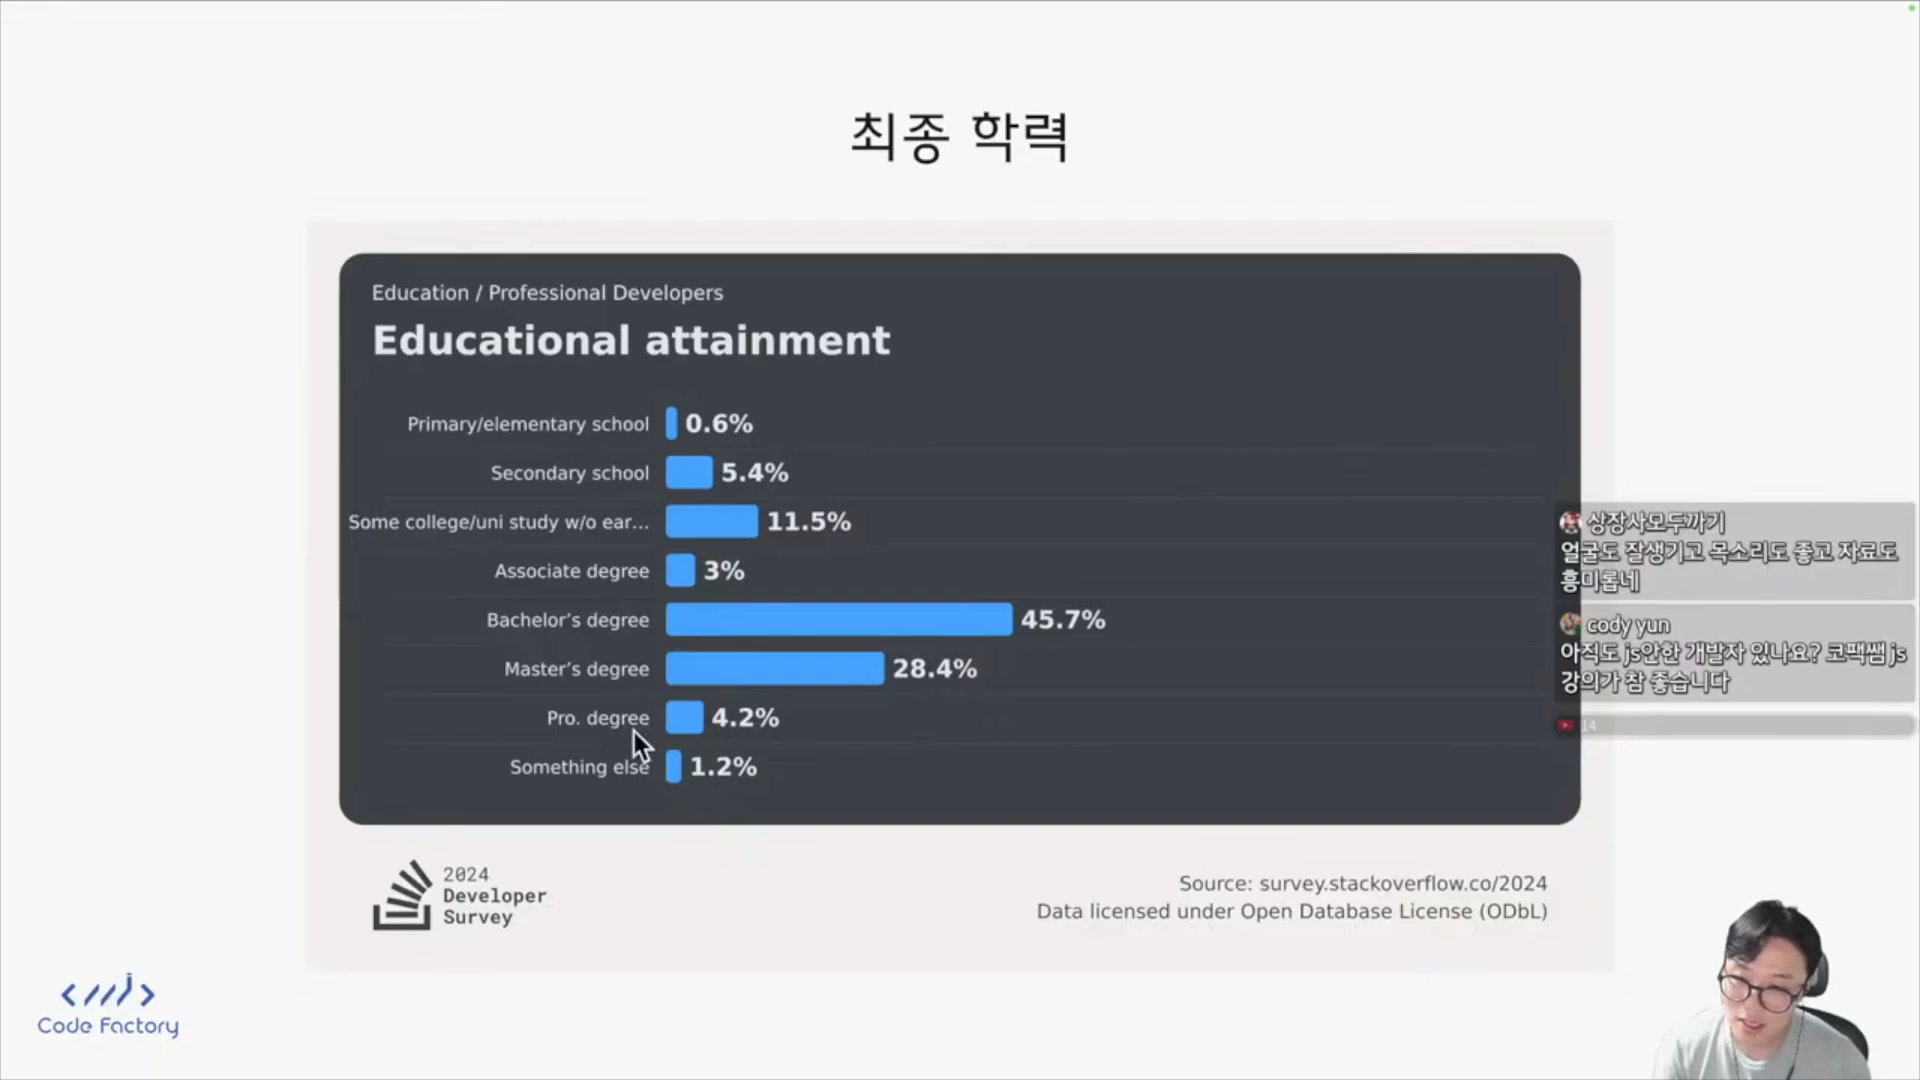 최종 학력
Education / Professional Developers
Educational attainment
Primary/elementary school 0.6%
Secondary school 5.4%
Some college/uni study w/o ear... 11.5%
Associate degree 3%
Bachelor’s degree 45.7%
Master’s degree 28.4%
Pro. degree 4.2%
Something else 1.2%
2024
Developer
Survey
Source: survey.stackoverflow.co/2024
Data licensed under Open Database License (ODbL)
상장사모두까기
얼굴도 잘생기고 목소리도 좋고 자료도
흥미롭네
cody yun
아직도 js안한 개발자 있나요? 코팩쌤 js
강의가 참 좋습니다
14
Code Factory